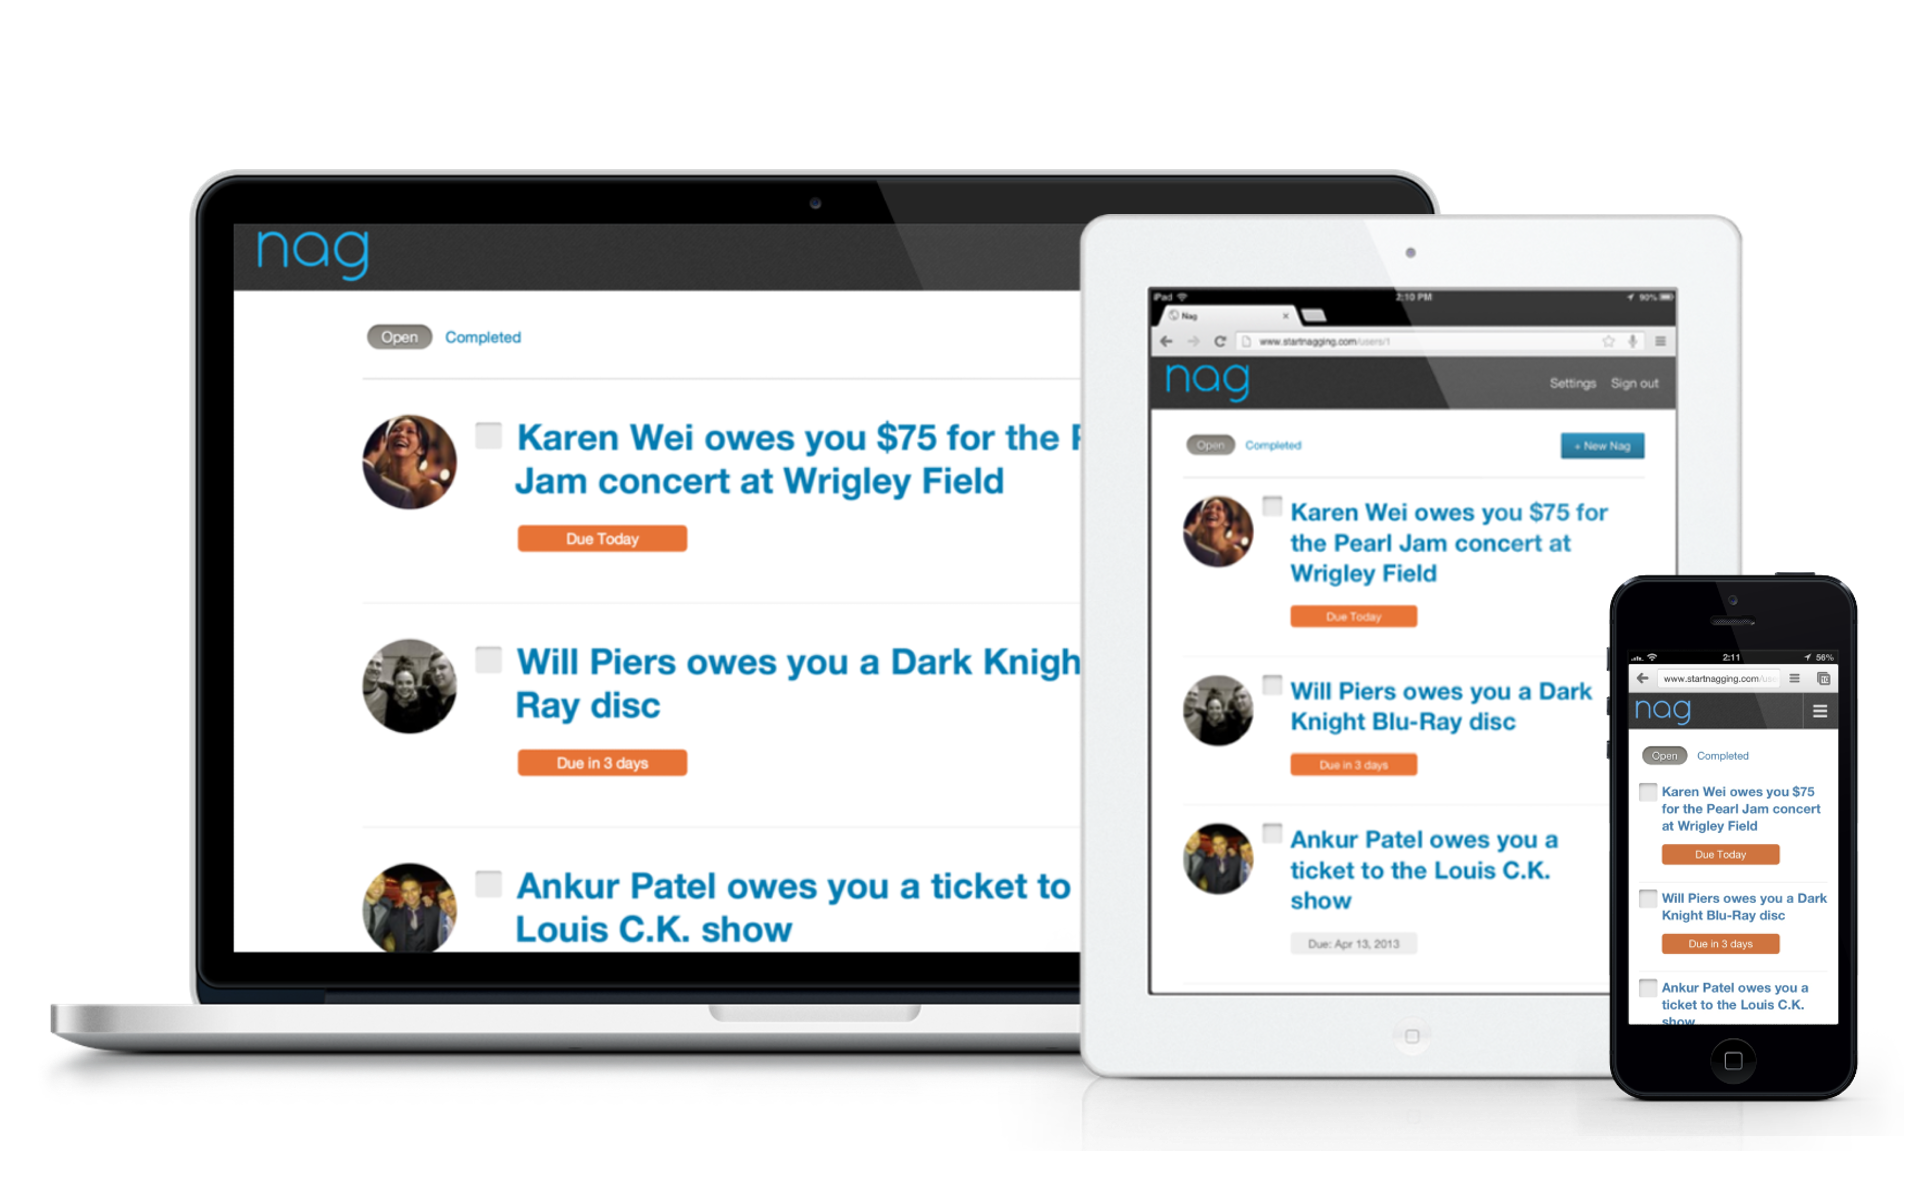 nag
Open Completed
Karen Wei owes you $75 for the
Jam concert at Wrigley Field
Due Today
Will Piers owes you a Dark Knigh
Ray disc
Due in 3 days
Ankur Patel owes you a ticket to
Louis C.K. show
iPad 2:10 PM 90%
Nag
www.startnagging.com/users/1
nag Settings Sign out
Open Completed + New Nag
Karen Wei owes you $75 for
the Pearl Jam concert at
Wrigley Field
Due Today
Will Piers owes you a Dark
Knight Blu-Ray disc
Due in 3 days
Ankur Patel owes you a
ticket to the Louis C.K.
show
Due: Apr 13, 2013
2:11 56%
www.startnagging.com/use
nag
Open Completed
Karen Wei owes you $75
for the Pearl Jam concert
at Wrigley Field
Due Today
Will Piers owes you a Dark
Knight Blu-Ray disc
Due in 3 days
Ankur Patel owes you a
ticket to the Louis C.K.
show